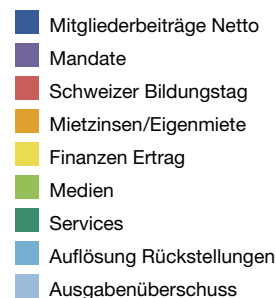 Mitgliederbeiträge Netto
Mandate
Schweizer Bildungstag
Mietzinsen/Eigenmiete
Finanzen Ertrag
Medien
Services
Auflösung Rückstellungen
Ausgabenüberschuss